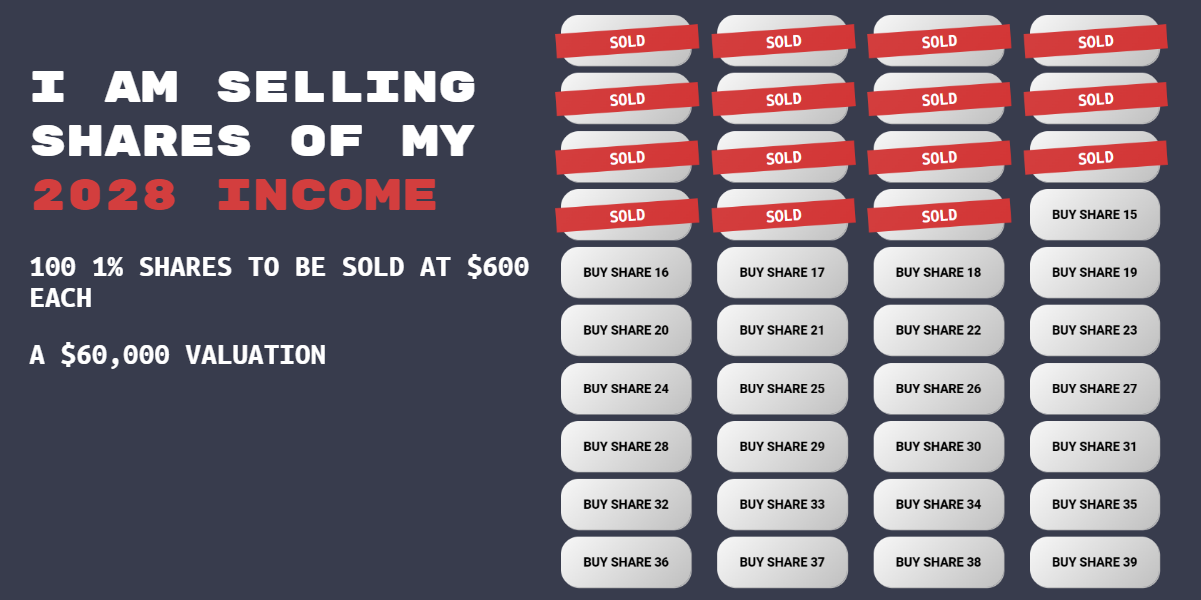 I AM SELLING
SHARES OF MY
2028 INCOME
100 1% SHARES TO BE SOLD AT $600
EACH
A $60,000 VALUATION
SOLD SOLD SOLD SOLD
SOLD SOLD SOLD SOLD
SOLD SOLD SOLD SOLD
SOLD SOLD SOLD BUY SHARE 15
BUY SHARE 16 BUY SHARE 17 BUY SHARE 18 BUY SHARE 19
BUY SHARE 20 BUY SHARE 21 BUY SHARE 22 BUY SHARE 23
BUY SHARE 24 BUY SHARE 25 BUY SHARE 26 BUY SHARE 27
BUY SHARE 28 BUY SHARE 29 BUY SHARE 30 BUY SHARE 31
BUY SHARE 32 BUY SHARE 33 BUY SHARE 34 BUY SHARE 35
BUY SHARE 36 BUY SHARE 37 BUY SHARE 38 BUY SHARE 39